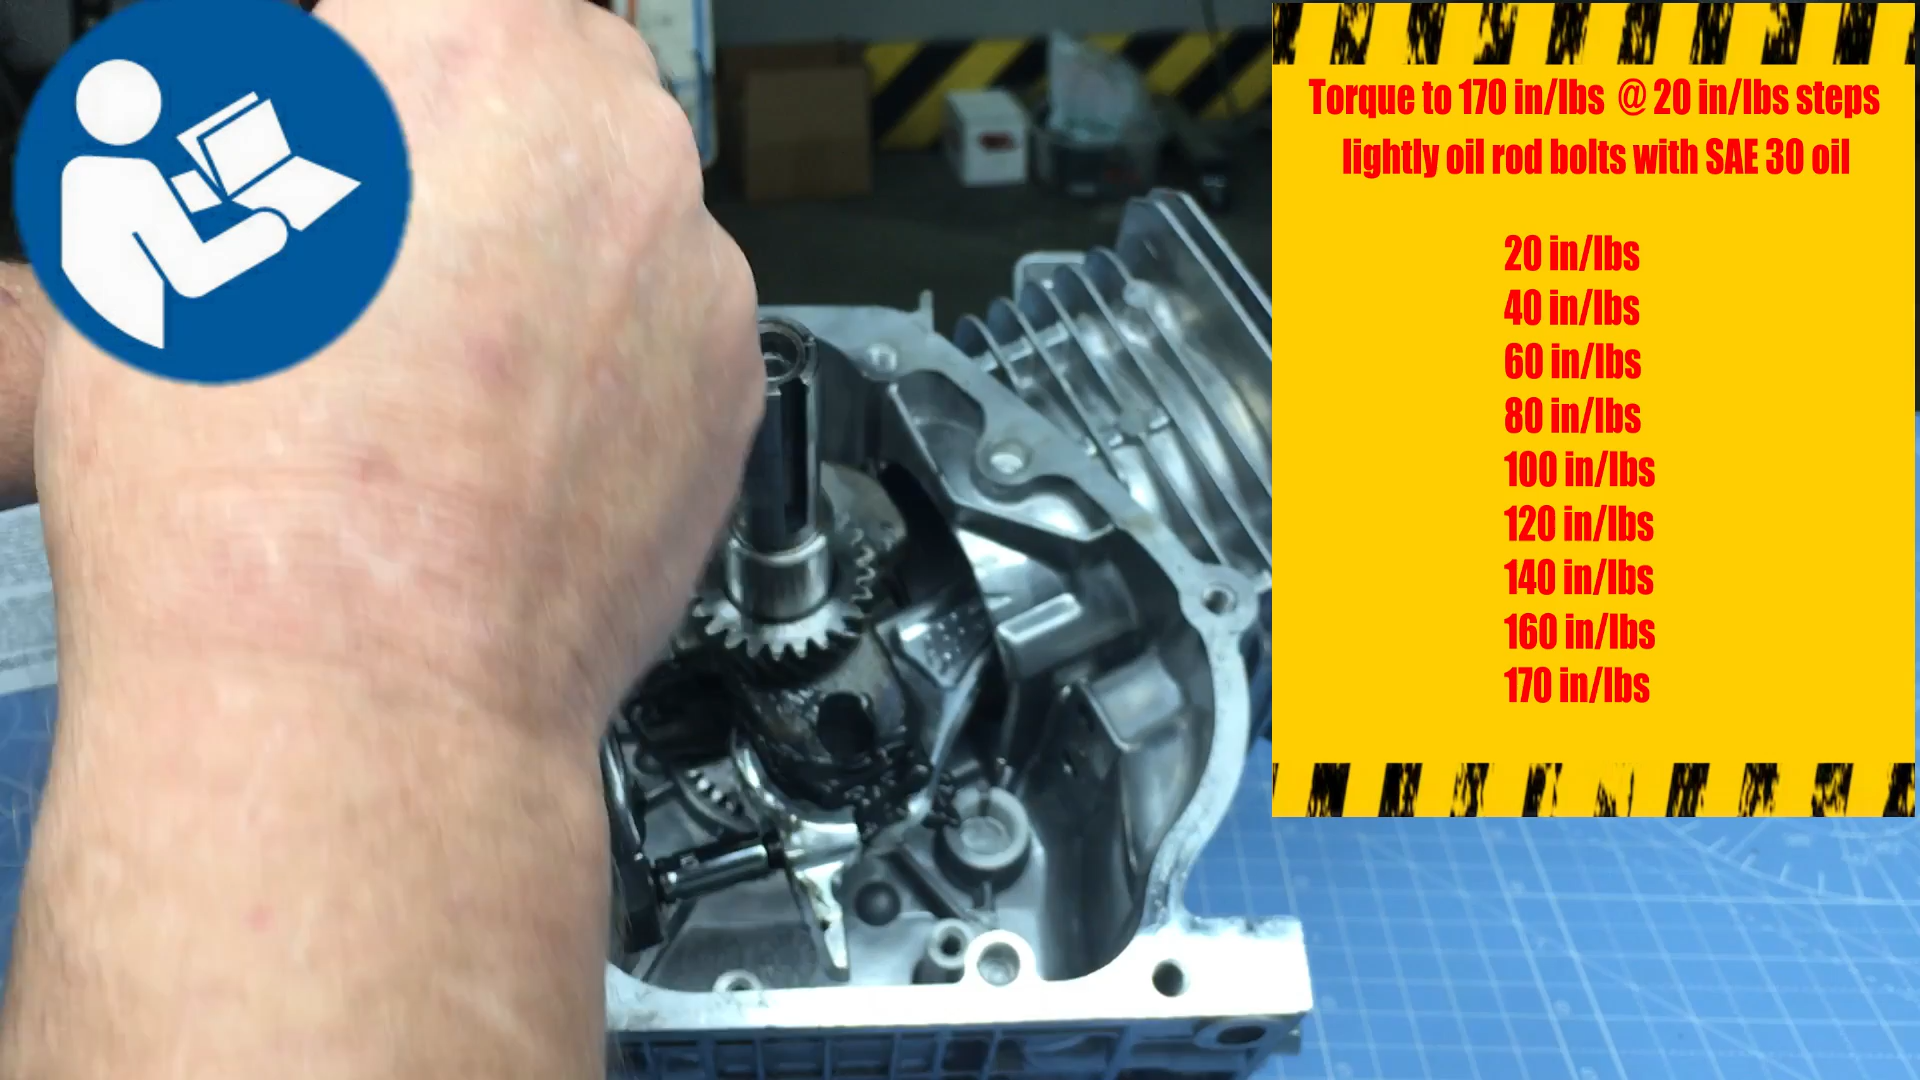 Torque to 170 in/lbs @ 20 in/lbs steps
lightly oil rod bolts with SAE 30 oil
20 in/lbs
40 in/lbs
60 in/lbs
80 in/lbs
100 in/lbs
120 in/lbs
140 in/lbs
160 in/lbs
170 in/lbs